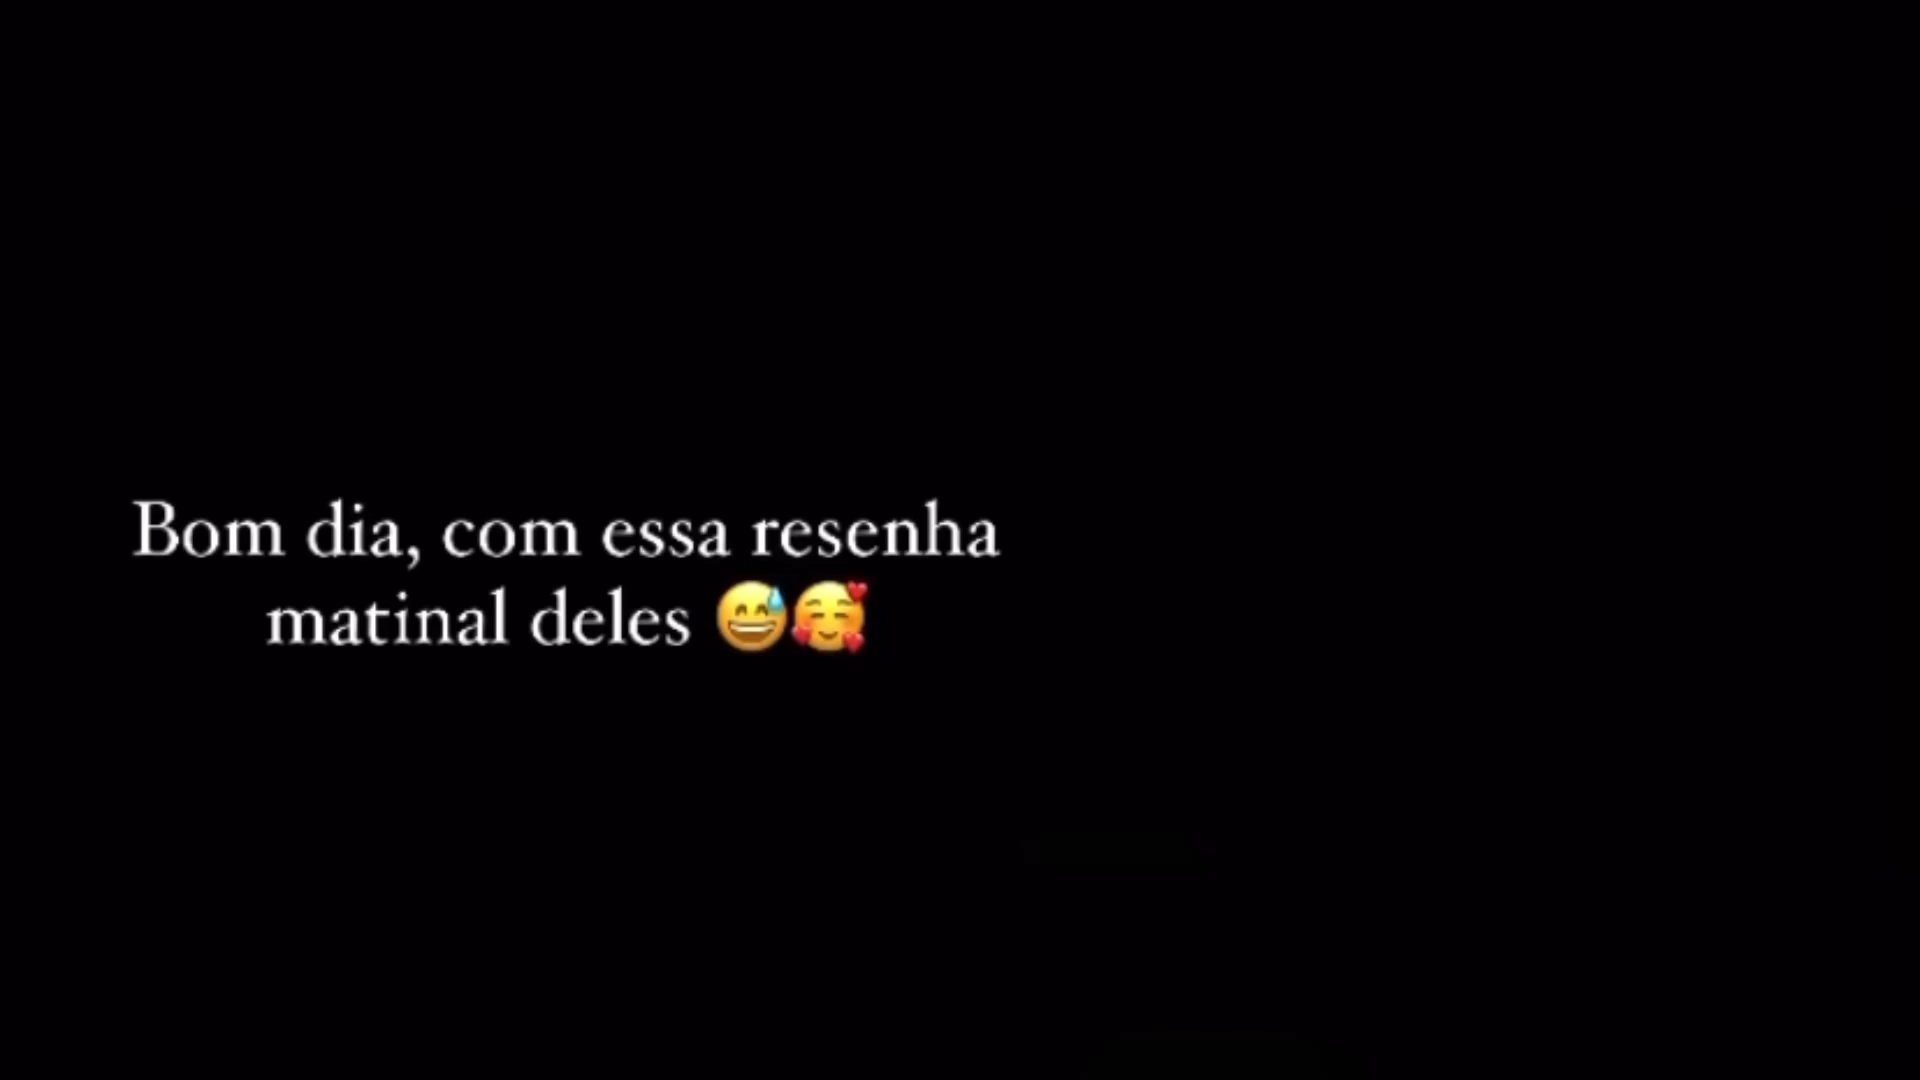 Bom dia, com essa resenha
matinal deles 😅🥰